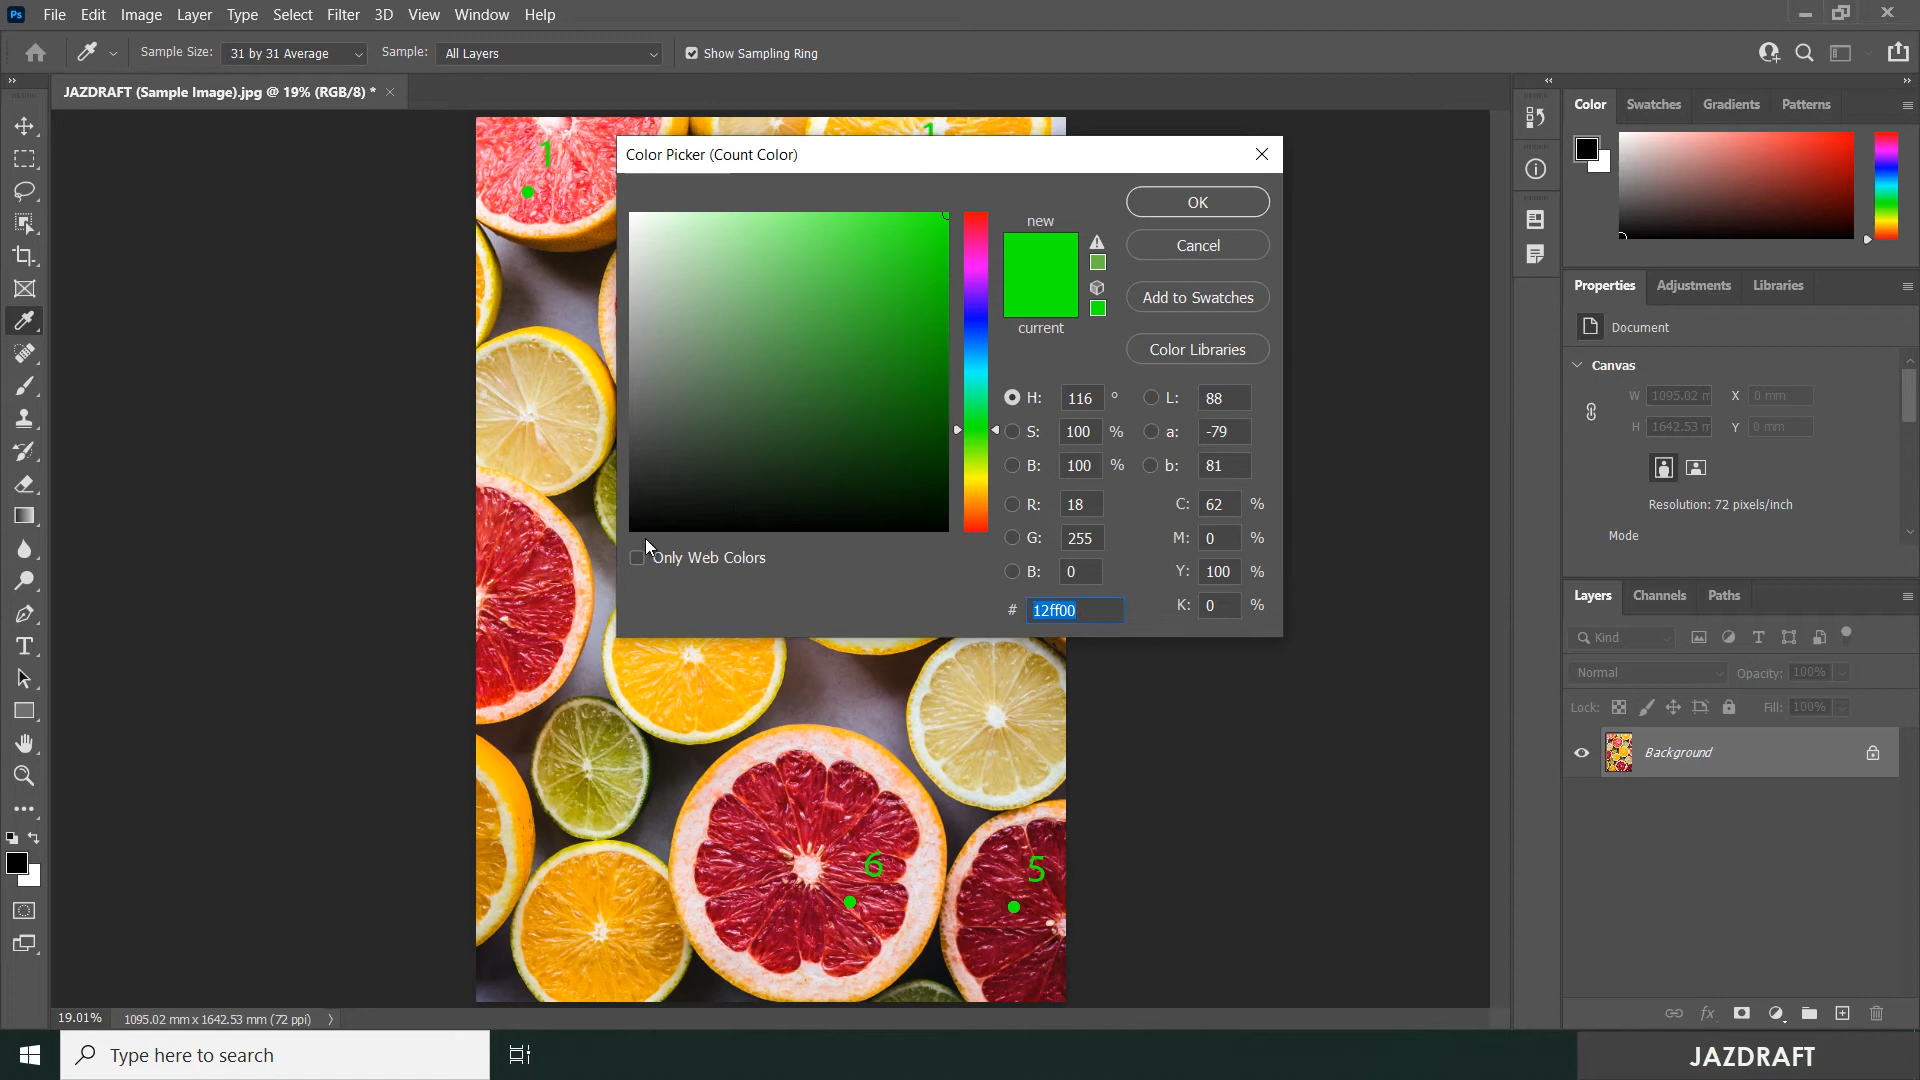 Ps File Edit Image Layer Type Select Filter 3D View Window Help
Sample Size: 31 by 31 Average Sample: All Layers Show Sampling Ring
JAZDRAFT (Sample Image).jpg @ 19% (RGB/8) *
Color Swatches Gradients Patterns
1
1
Color Picker (Count Color)
new
current
OK
Cancel
Add to Swatches
Color Libraries
H: 116 ° L: 88
S: 100 % a: -79
B: 100 % b: 81
R: 18 C: 62 %
G: 255 M: 0 %
B: 0 Y: 100 %
# 12ff00 K: 0 %
Only Web Colors
Properties Adjustments Libraries
Document
Canvas
W 1095.02 m X 0 mm
H 1642.53 m Y 0 mm
Resolution: 72 pixels/inch
Mode
Layers Channels Paths
Kind
Normal Opacity: 100%
Lock: Fill: 100%
Background
fx
T
6
5
19.01% 1095.02 mm x 1642.53 mm (72 ppi)
Type here to search
JAZDRAFT